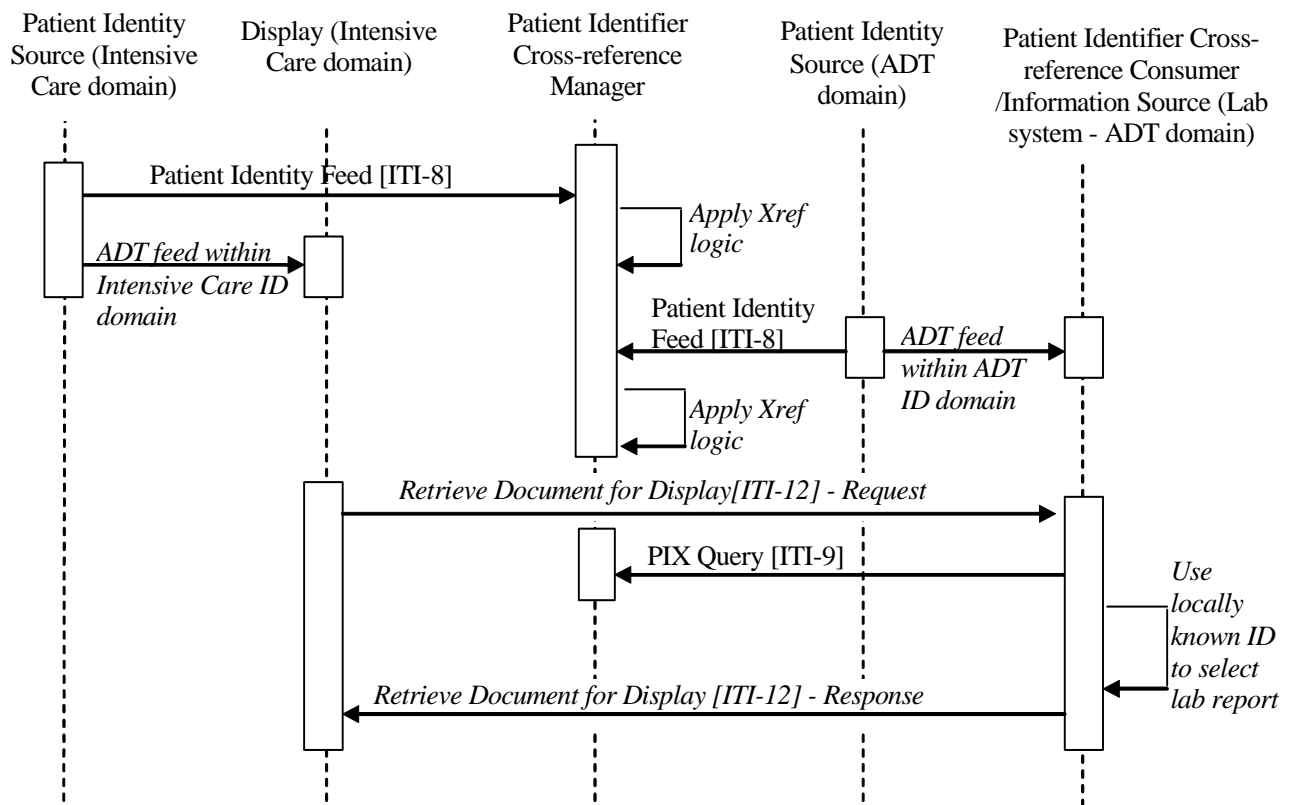 Patient Identity
Source (Intensive
Care domain)
Display (Intensive
Care domain)
Patient Identifier
Cross-reference
Manager
Patient Identity
Source (ADT
domain)
Patient Identifier Cross-
reference Consumer
/Information Source (Lab
system - ADT domain)
Patient Identity Feed [ITI-8]
Apply Xref
logic
ADT feed within
Intensive Care ID
domain
Patient Identity
Feed [ITI-8]
ADT feed
within ADT
ID domain
Apply Xref
logic
Retrieve Document for Display[ITI-12] - Request
PIX Query [ITI-9]
Use
locally
known ID
to select
lab report
Retrieve Document for Display [ITI-12] - Response